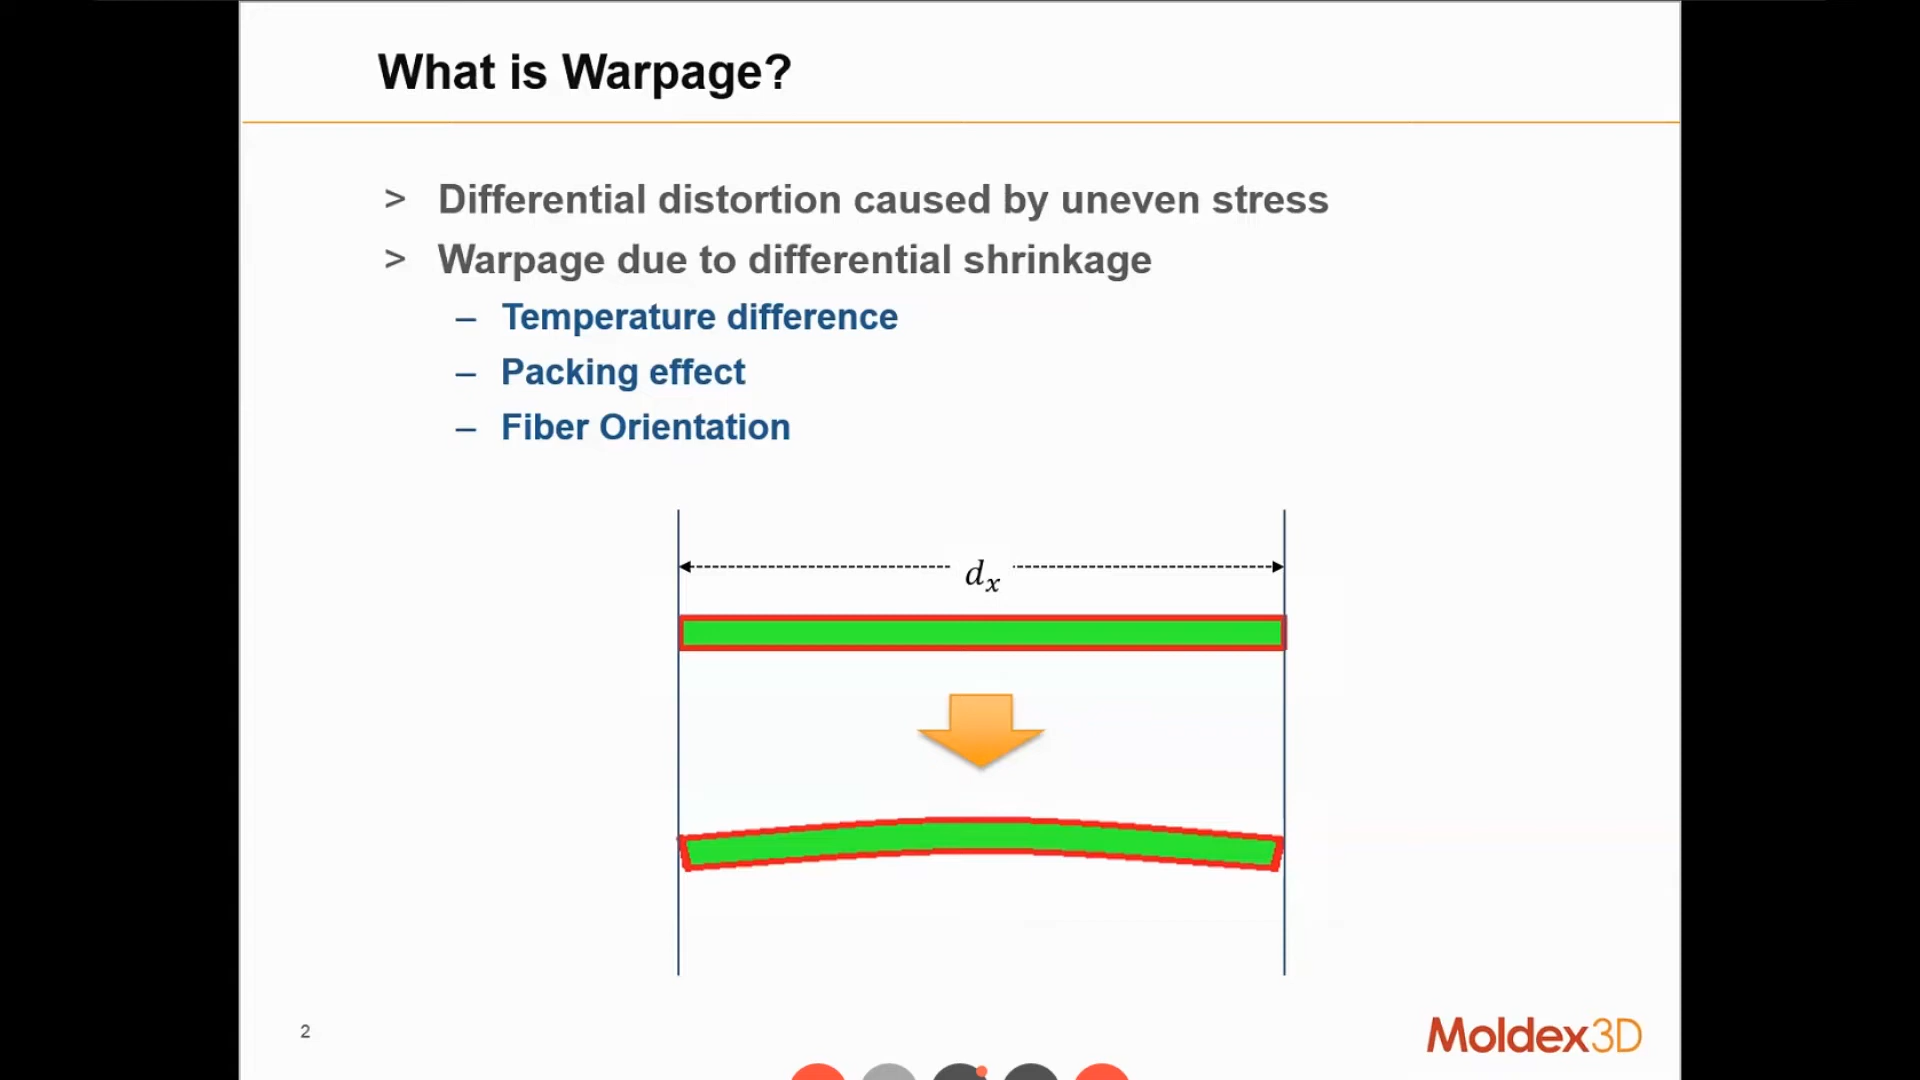 What is Warpage?
> Differential distortion caused by uneven stress
> Warpage due to differential shrinkage
– Temperature difference
– Packing effect
– Fiber Orientation
dₓ
2
Moldex3D